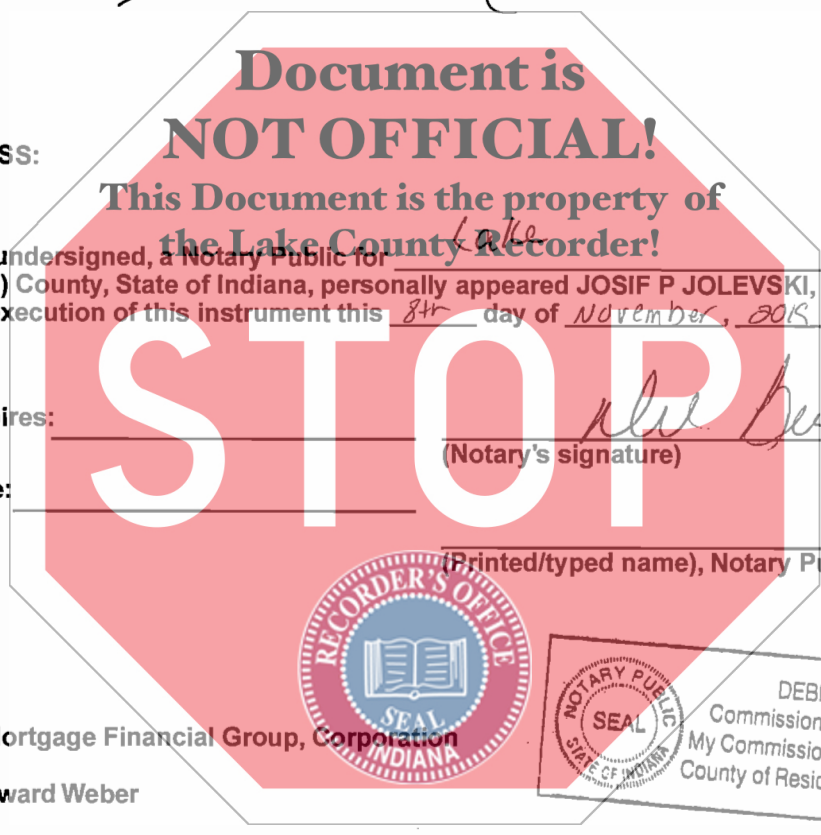 Document is
NOT OFFICIAL!
SS:
This Document is the property of
the Lake County Recorder!
undersigned, a Notary Public for Lake
) County, State of Indiana, personally appeared JOSIF P JOLEVSKI,
xecution of this instrument this 8th day of November, 2019
STOP
ires:
(Notary's signature)
e:
(Printed/typed name), Notary Pu
RECORDER'S OFFICE
SEAL
INDIANA
NOTARY PUBLIC
SEAL
STATE OF INDIANA
DEB
Commission
My Commissio
County of Resid
ortgage Financial Group, Corporation
ward Weber